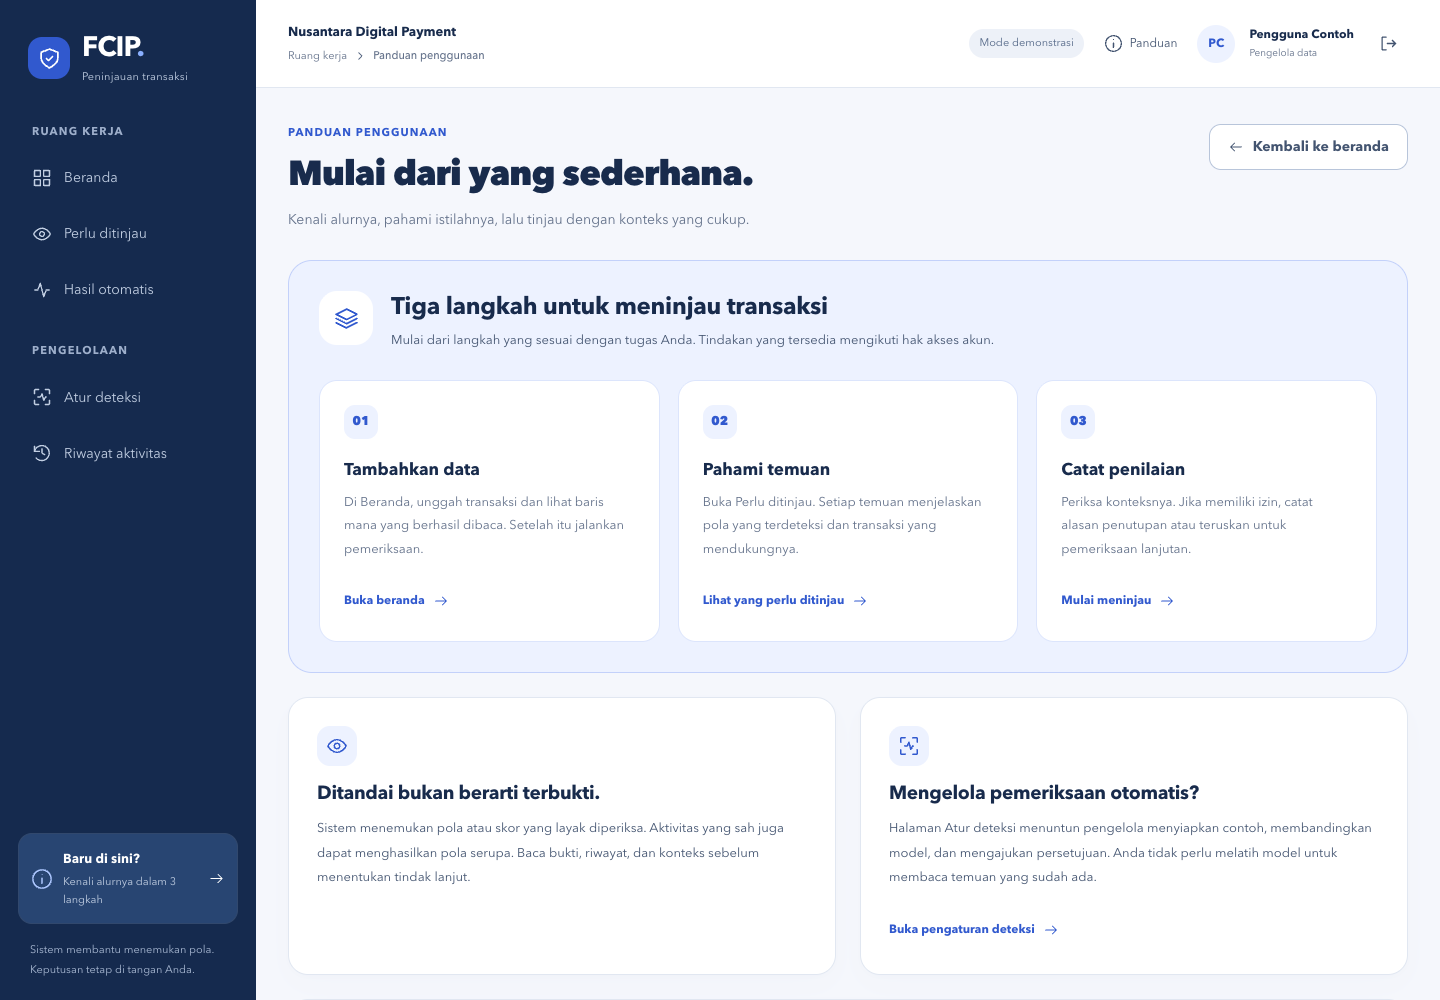 FCIP.
Peninjauan transaksi
RUANG KERJA
Beranda
Perlu ditinjau
Hasil otomatis
PENGELOLAAN
Atur deteksi
Riwayat aktivitas
Baru di sini?
Kenali alurnya dalam 3
langkah
Sistem membantu menemukan pola.
Keputusan tetap di tangan Anda.
Nusantara Digital Payment
Ruang kerja > Panduan penggunaan
Mode demonstrasi
Panduan
PC
Pengguna Contoh
Pengelola data
PANDUAN PENGGUNAAN
Mulai dari yang sederhana.
Kenali alurnya, pahami istilahnya, lalu tinjau dengan konteks yang cukup.
Kembali ke beranda
Tiga langkah untuk meninjau transaksi
Mulai dari langkah yang sesuai dengan tugas Anda. Tindakan yang tersedia mengikuti hak akses akun.
01
Tambahkan data
Di Beranda, unggah transaksi dan lihat baris
mana yang berhasil dibaca. Setelah itu jalankan
pemeriksaan.
Buka beranda
02
Pahami temuan
Buka Perlu ditinjau. Setiap temuan menjelaskan
pola yang terdeteksi dan transaksi yang
mendukungnya.
Lihat yang perlu ditinjau
03
Catat penilaian
Periksa konteksnya. Jika memiliki izin, catat
alasan penutupan atau teruskan untuk
pemeriksaan lanjutan.
Mulai meninjau
Ditandai bukan berarti terbukti.
Sistem menemukan pola atau skor yang layak diperiksa. Aktivitas yang sah juga
dapat menghasilkan pola serupa. Baca bukti, riwayat, dan konteks sebelum
menentukan tindak lanjut.
Mengelola pemeriksaan otomatis?
Halaman Atur deteksi menuntun pengelola menyiapkan contoh, membandingkan
model, dan mengajukan persetujuan. Anda tidak perlu melatih model untuk
membaca temuan yang sudah ada.
Buka pengaturan deteksi